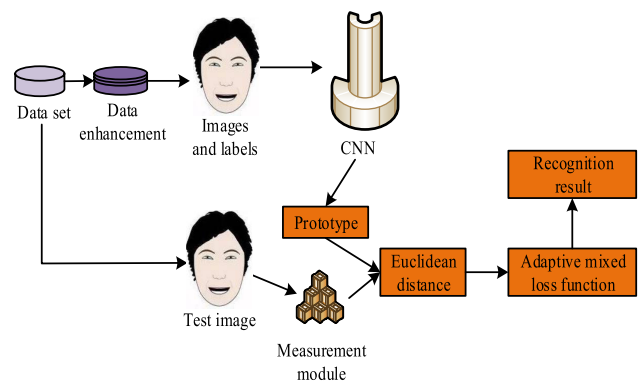 Data set
Data
enhancement
Images
and labels
CNN
Prototype
Test image
Measurement
module
Euclidean
distance
Adaptive mixed
loss function
Recognition
result